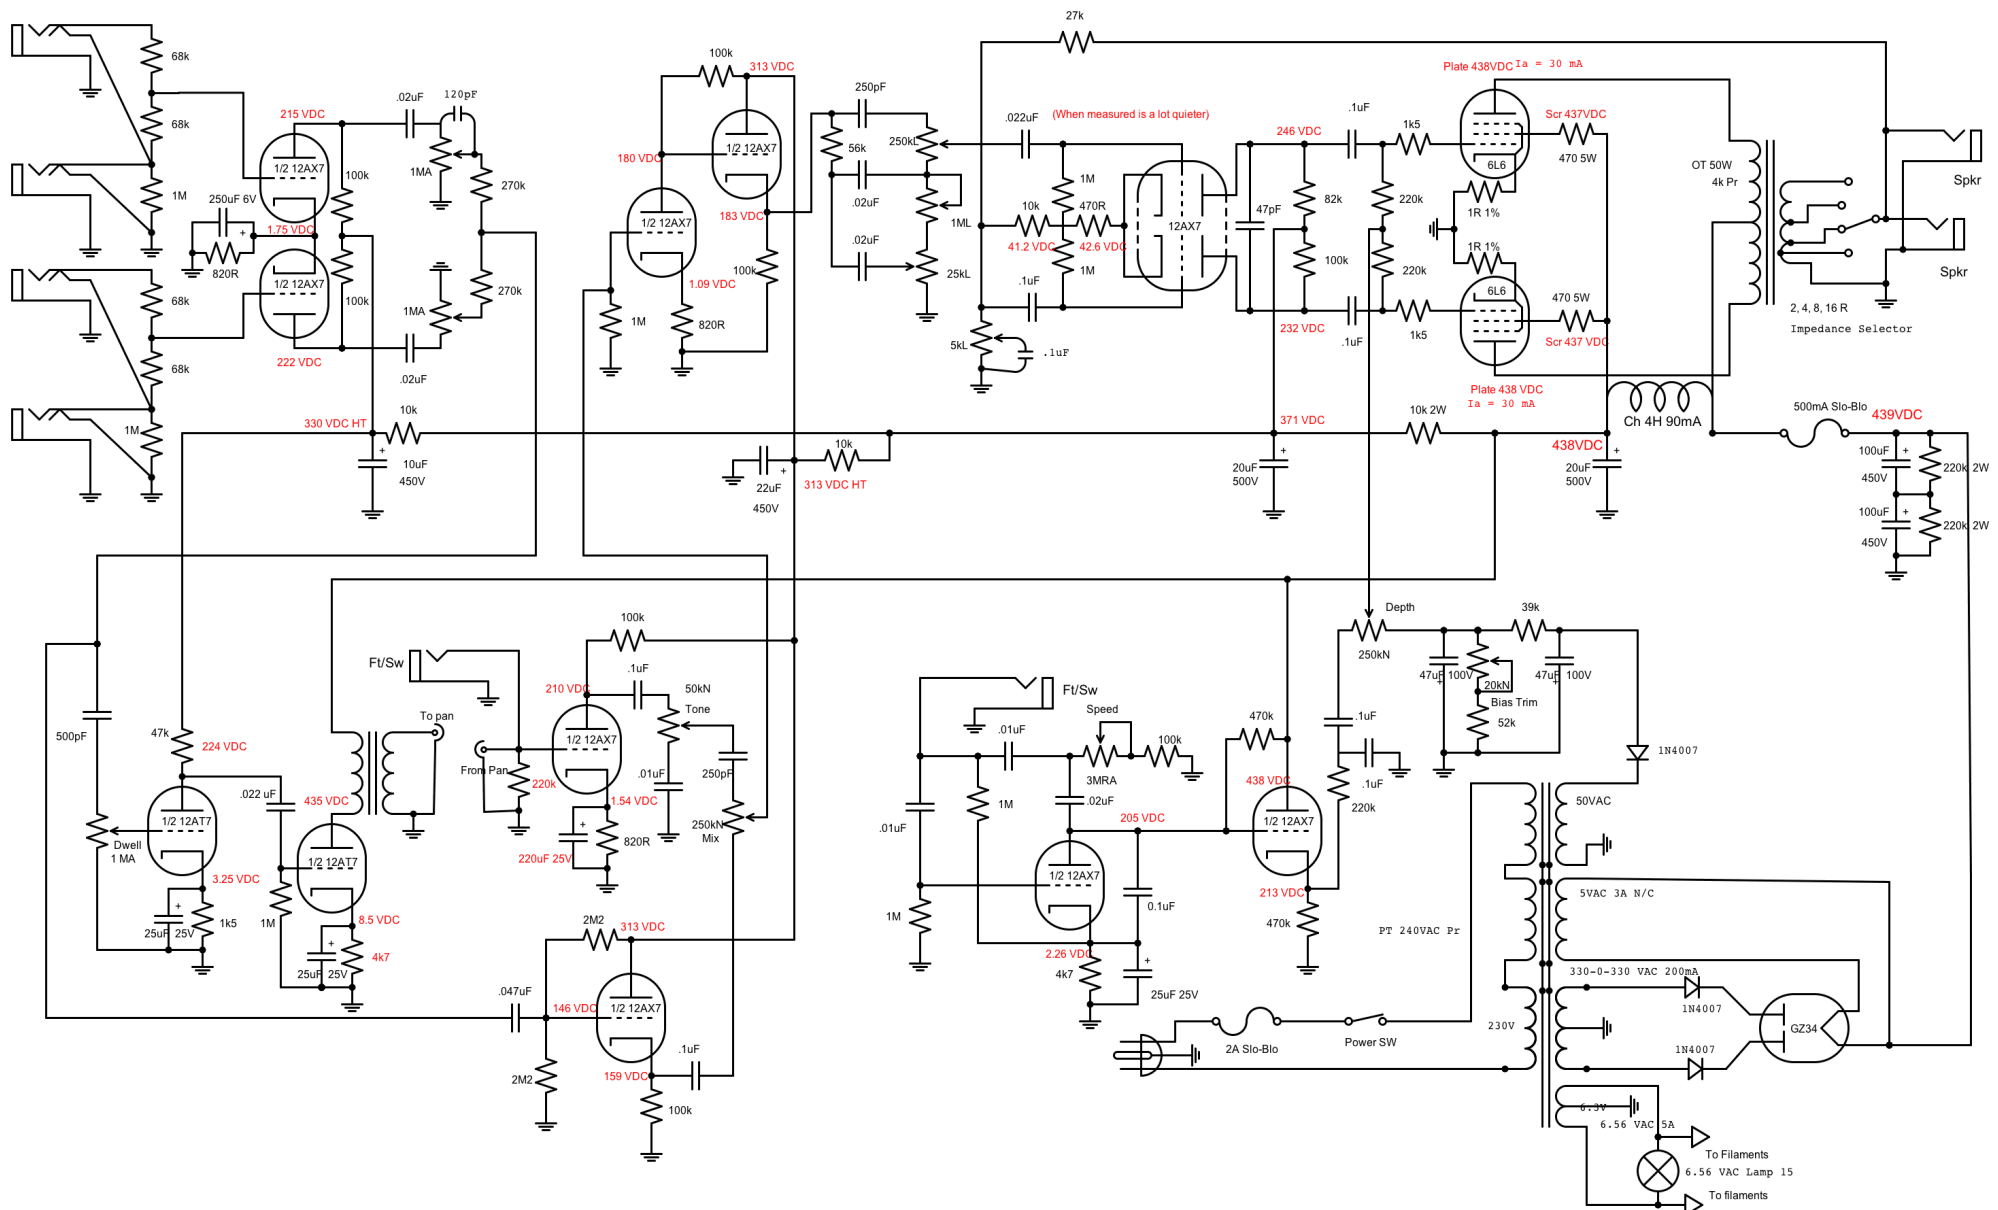 27k
68k
68k
1M
215 VDC
1/2 12AX7
250uF 6V
+
1.75 VDC
820R
1/2 12AX7
222 VDC
100k
100k
.02uF
120pF
1MA
270k
1MA
270k
.02uF
68k
68k
1M
100k
313 VDC
1/2 12AX7
180 VDC
1/2 12AX7
183 VDC
100k
1.09 VDC
1M
820R
250pF
56k
250kL
.02uF
1ML
.02uF
25kL
.022uF
(When measured is a lot quieter)
1M
10k
470R
41.2 VDC
42.6 VDC
1M
.1uF
5kL
.1uF
12AX7
47pF
246 VDC
82k
100k
232 VDC
.1uF
220k
220k
.1uF
1k5
1k5
Plate 438VDC
Ia = 30 mA
6L6
Scr 437VDC
470 5W
1R 1%
1R 1%
6L6
470 5W
Scr 437 VDC
Plate 438 VDC
Ia = 30 mA
OT 50W
4k Pr
Spkr
Spkr
2, 4, 8, 16 R
Impedance Selector
330 VDC HT
10k
+
10uF
450V
10k
+
22uF
450V
313 VDC HT
371 VDC
+
20uF
500V
10k 2W
Ch 4H 90mA
438VDC
+
20uF
500V
500mA Slo-Blo
439VDC
100uF
+
450V
220k 2W
100uF
+
450V
220k 2W
500pF
47k
224 VDC
1/2 12AT7
Dwell
1 MA
3.25 VDC
+
25uF 25V
1k5
.022 uF
435 VDC
1/2 12AT7
1M
8.5 VDC
+
25uF 25V
4k7
To pan
Ft/Sw
From Pan
220k
100k
210 VDC
1/2 12AX7
.1uF
50kN
Tone
1.54 VDC
+
220uF 25V
820R
.01uF
250pF
250kN
Mix
2M2
313 VDC
.047uF
146 VDC
1/2 12AX7
2M2
159 VDC
.1uF
100k
Ft/Sw
.01uF
Speed
3MRA
100k
.01uF
1M
.02uF
205 VDC
1/2 12AX7
1M
0.1uF
2.26 VDC
4k7
+
25uF 25V
470k
438 VDC
1/2 12AX7
213 VDC
470k
Depth
250kN
.1uF
.1uF
220k
47uF 100V
+
20kN
Bias Trim
52k
39k
47uF 100V
+
1N4007
50VAC
5VAC 3A N/C
PT 240VAC Pr
330-0-330 VAC 200mA
1N4007
GZ34
1N4007
230V
2A Slo-Blo
Power SW
6.3V
6.56 VAC 5A
To Filaments
6.56 VAC Lamp 15
To filaments